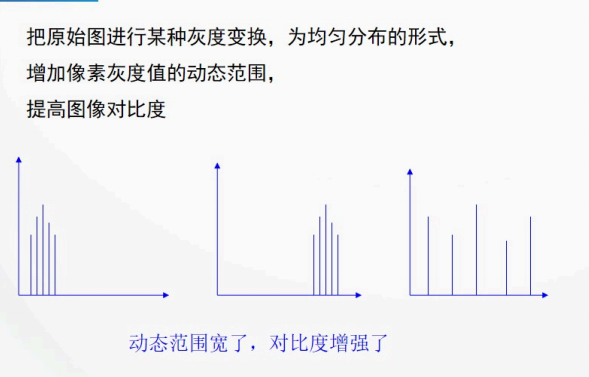 把原始图进行某种灰度变换，为均匀分布的形式，
增加像素灰度值的动态范围，
提高图像对比度
动态范围宽了，对比度增强了